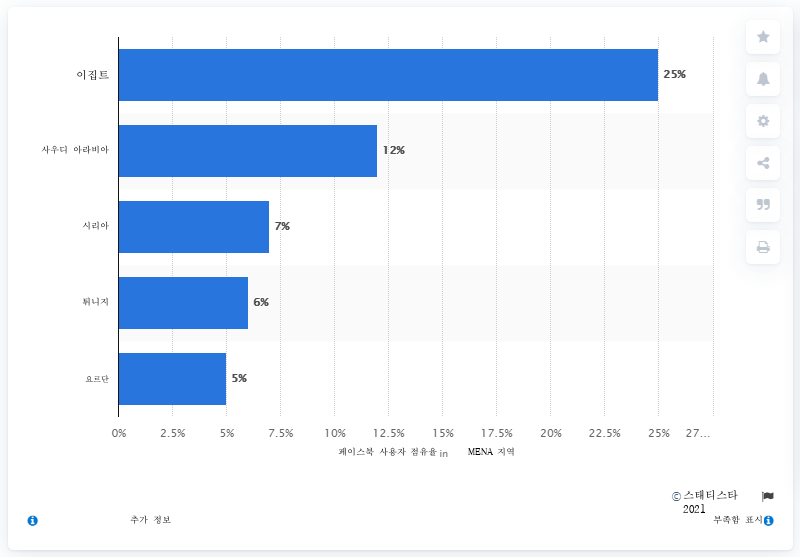 이집트
25%
사우디 아라비아
12%
시리아
7%
튀니지
6%
요르단
5%
0% 2.5% 5% 7.5% 10% 12.5% 15% 17.5% 20% 22.5% 25% 27...
페이스북 사용자 점유율 in MENA 지역
© 스태티스타
2021
추가 정보
부족함 표시